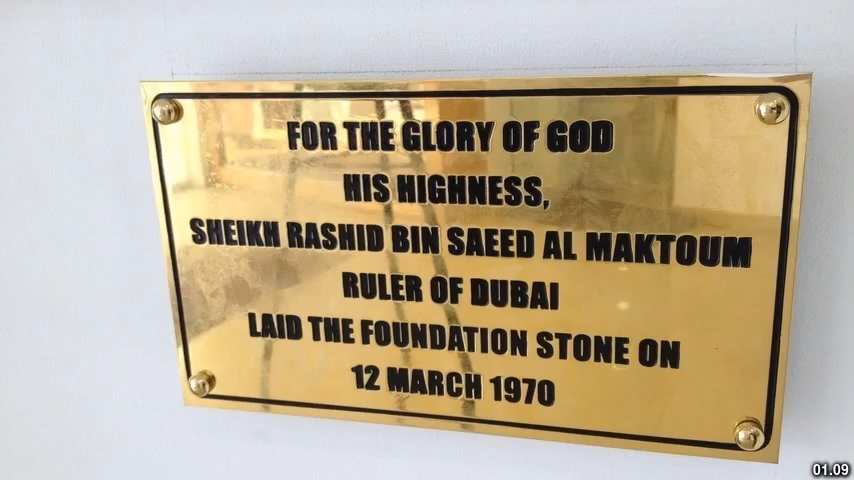 FOR THE GLORY OF GOD
HIS HIGHNESS,
SHEIKH RASHID BIN SAEED AL MAKTOUM
RULER OF DUBAI
LAID THE FOUNDATION STONE ON
12 MARCH 1970
01.09